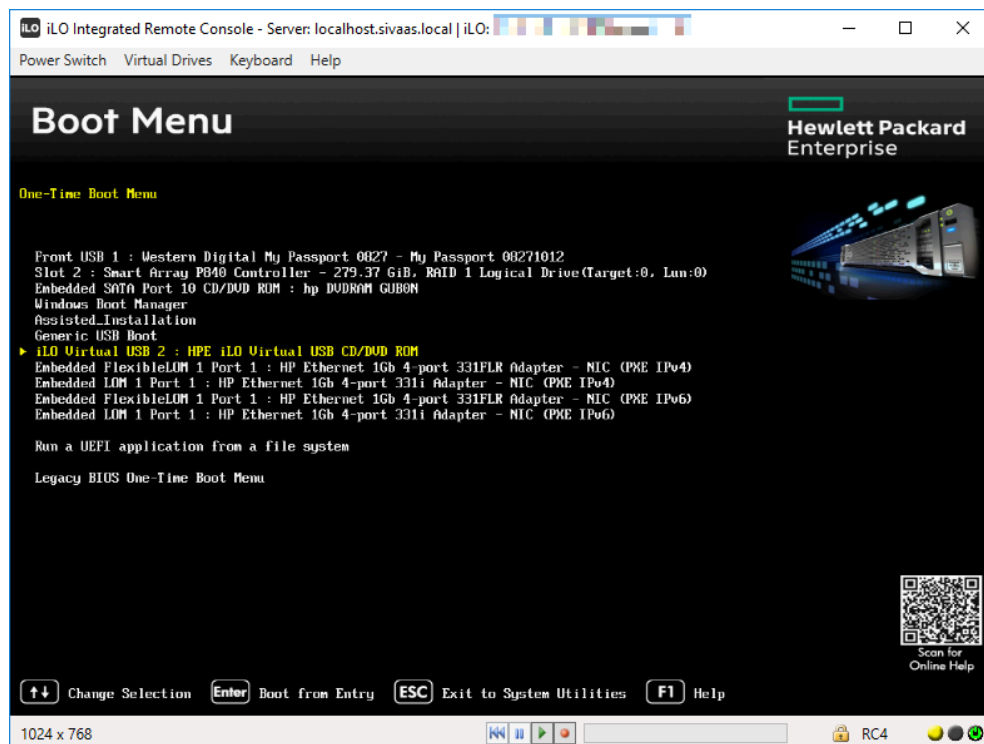 iLO iLO Integrated Remote Console - Server: localhost.sivaas.local | iLO:
Power Switch Virtual Drives Keyboard Help
Boot Menu
Hewlett Packard
Enterprise
One-Time Boot Menu
Front USB 1 : Western Digital My Passport 0827 - My Passport 08271012
Slot 2 : Smart Array P840 Controller - 279.37 GiB, RAID 1 Logical Drive(Target:0, Lun:0)
Embedded SATA Port 10 CD/DVD ROM : hp DVDRAM GUB0N
Windows Boot Manager
Assisted_Installation
Generic USB Boot
iLO Virtual USB 2 : HPE iLO Virtual USB CD/DVD ROM
Embedded FlexibleLOM 1 Port 1 : HP Ethernet 1Gb 4-port 331FLR Adapter - NIC (PXE IPv4)
Embedded LOM 1 Port 1 : HP Ethernet 1Gb 4-port 331i Adapter - NIC (PXE IPv4)
Embedded FlexibleLOM 1 Port 1 : HP Ethernet 1Gb 4-port 331FLR Adapter - NIC (PXE IPv6)
Embedded LOM 1 Port 1 : HP Ethernet 1Gb 4-port 331i Adapter - NIC (PXE IPv6)
Run a UEFI application from a file system
Legacy BIOS One-Time Boot Menu
Scan for
Online Help
Change Selection Enter Boot from Entry ESC Exit to System Utilities F1 Help
1024 x 768 RC4